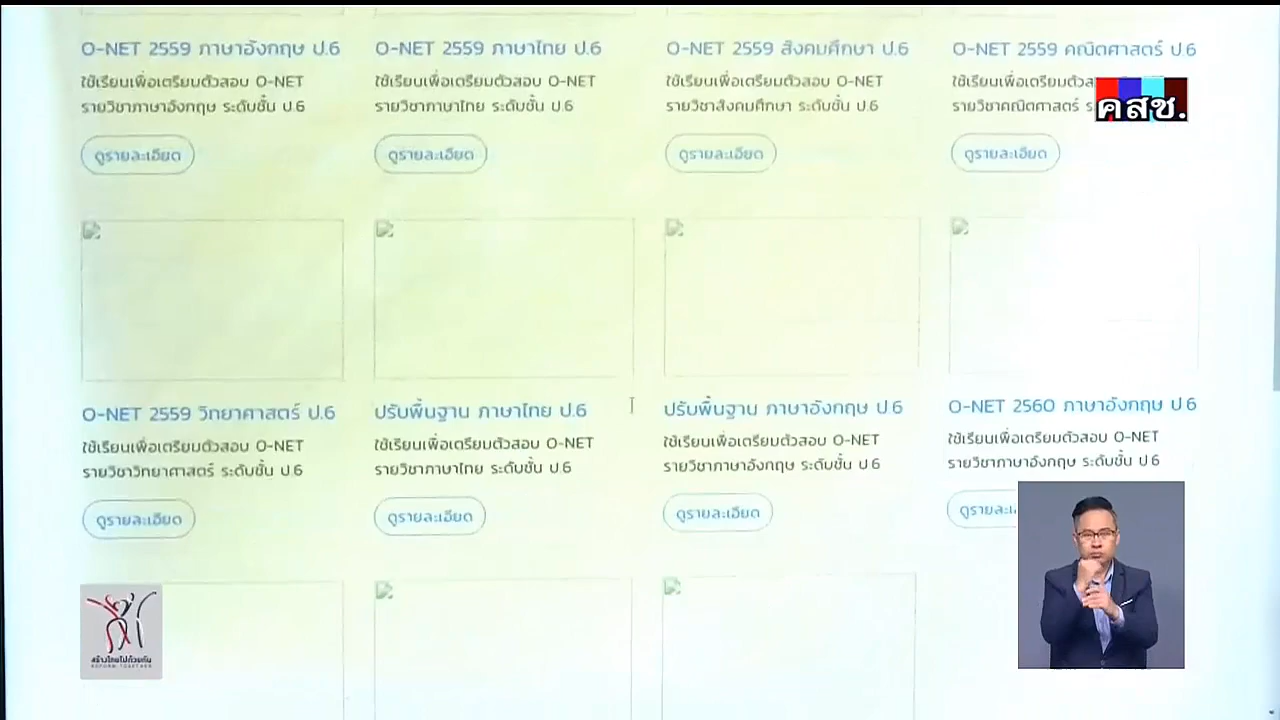 O-NET 2559 ภาษาอังกฤษ ป.6
ใช้เรียนเพื่อเตรียมตัวสอบ O-NET
รายวิชาภาษาอังกฤษ ระดับชั้น ป.6
ดูรายละเอียด
O-NET 2559 ภาษาไทย ป.6
ใช้เรียนเพื่อเตรียมตัวสอบ O-NET
รายวิชาภาษาไทย ระดับชั้น ป.6
ดูรายละเอียด
O-NET 2559 สังคมศึกษา ป.6
ใช้เรียนเพื่อเตรียมตัวสอบ O-NET
รายวิชาสังคมศึกษา ระดับชั้น ป.6
ดูรายละเอียด
O-NET 2559 คณิตศาสตร์ ป.6
ใช้เรียนเพื่อเตรียมตัวส
รายวิชาคณิตศาสตร์ ร
ดูรายละเอียด
คสช.
O-NET 2559 วิทยาศาสตร์ ป.6
ใช้เรียนเพื่อเตรียมตัวสอบ O-NET
รายวิชาวิทยาศาสตร์ ระดับชั้น ป.6
ดูรายละเอียด
ปรับพื้นฐาน ภาษาไทย ป.6
ใช้เรียนเพื่อเตรียมตัวสอบ O-NET
รายวิชาภาษาไทย ระดับชั้น ป.6
ดูรายละเอียด
ปรับพื้นฐาน ภาษาอังกฤษ ป.6
ใช้เรียนเพื่อเตรียมตัวสอบ O-NET
รายวิชาภาษาอังกฤษ ระดับชั้น ป.6
ดูรายละเอียด
O-NET 2560 ภาษาอังกฤษ ป.6
ใช้เรียนเพื่อเตรียมตัวสอบ O-NET
รายวิชาภาษาอังกฤษ ระดับชั้น ป.6
ดูรายละเ
สร้างไทยไปด้วยกัน
REFORM TOGETHER